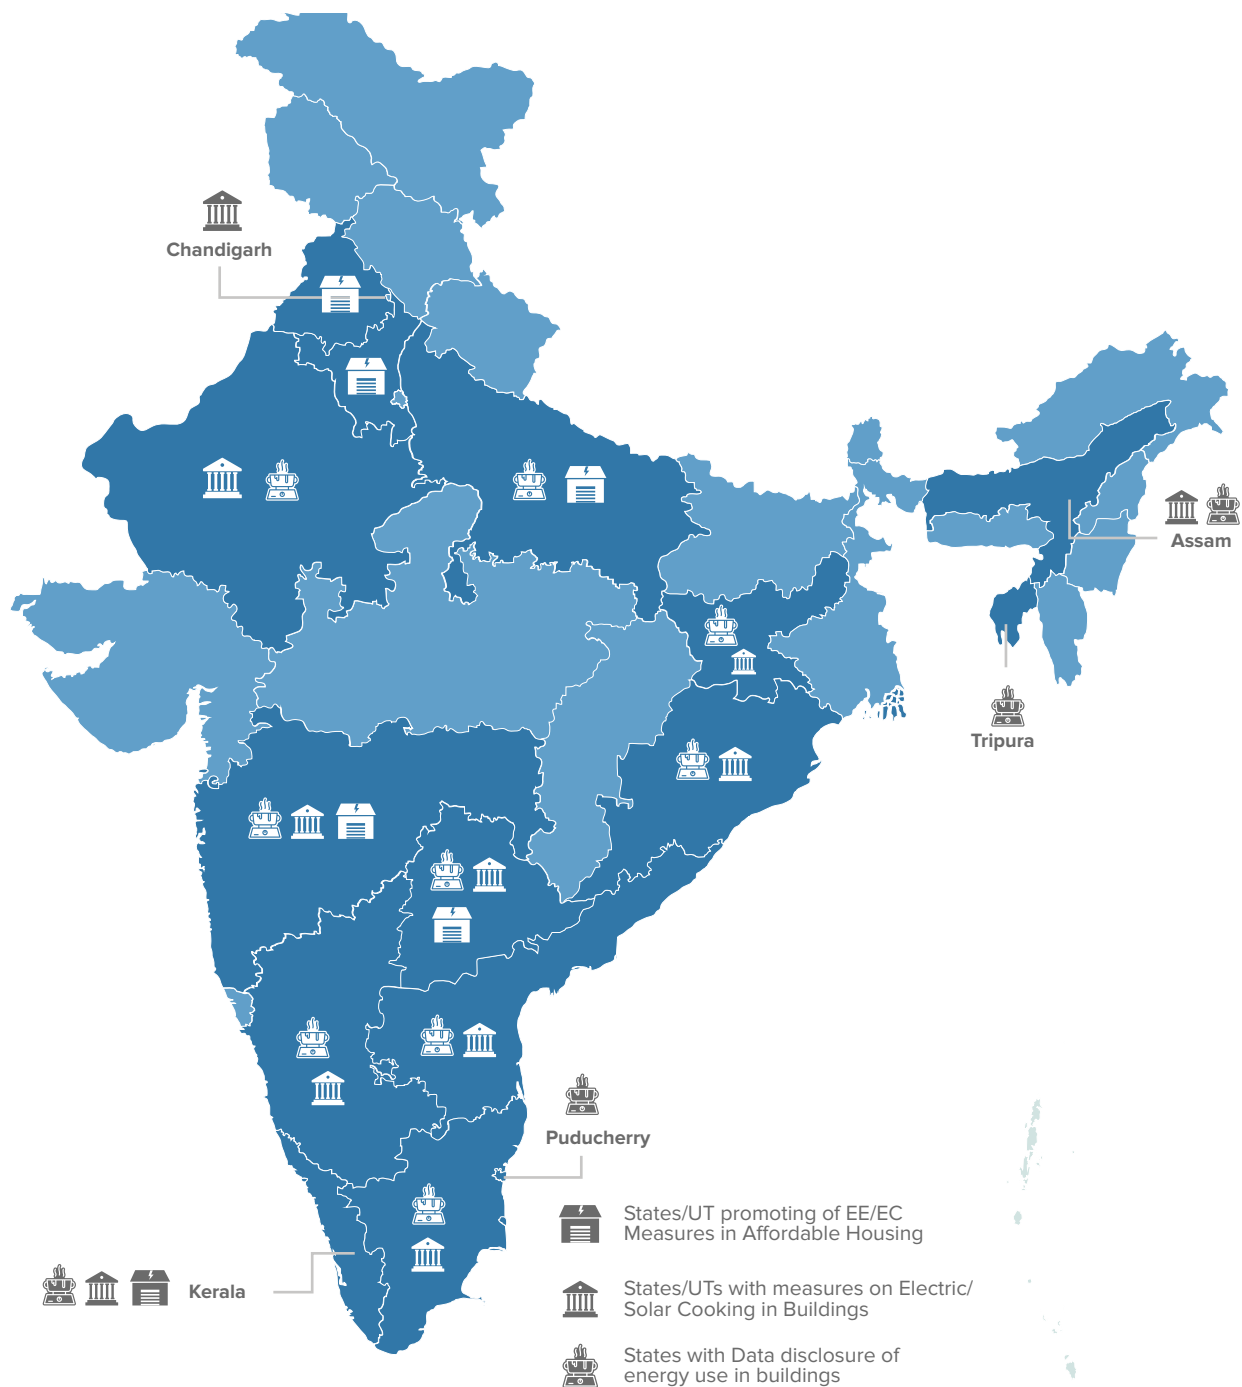 Chandigarh
Assam
Tripura
Puducherry
States/UT promoting of EE/EC
Measures in Affordable Housing
Kerala
States/UTs with measures on Electric/
Solar Cooking in Buildings
States with Data disclosure of
energy use in buildings